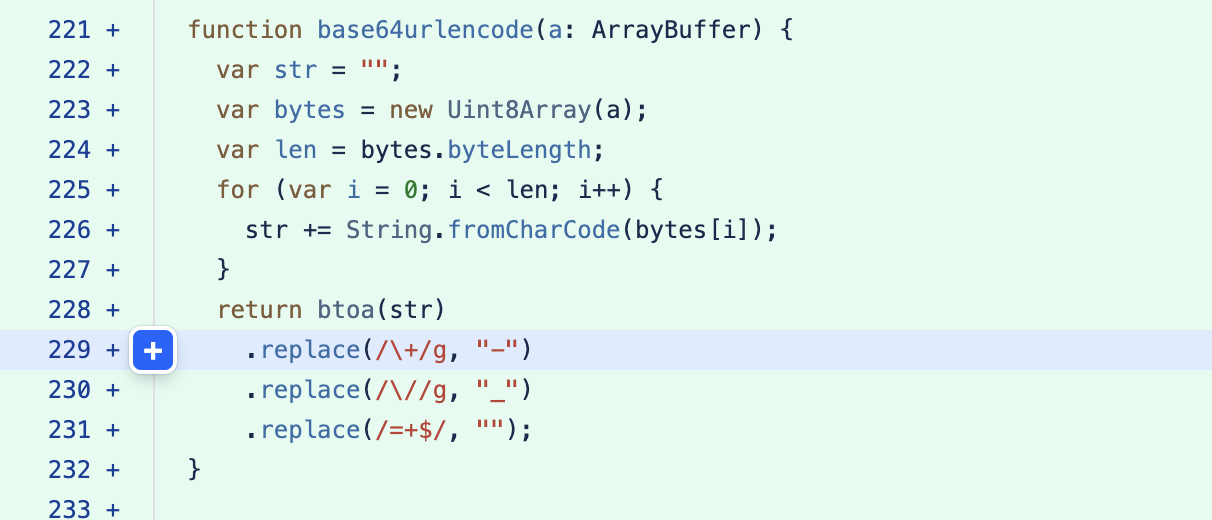 221 + function base64urlencode(a: ArrayBuffer) {
222 + var str = "";
223 + var bytes = new Uint8Array(a);
224 + var len = bytes.byteLength;
225 + for (var i = 0; i < len; i++) {
226 + str += String.fromCharCode(bytes[i]);
227 + }
228 + return btoa(str)
229 + + .replace(/\+/g, "-")
230 + .replace(/\//g, "_")
231 + .replace(/=+$/, "");
232 + }
233 +